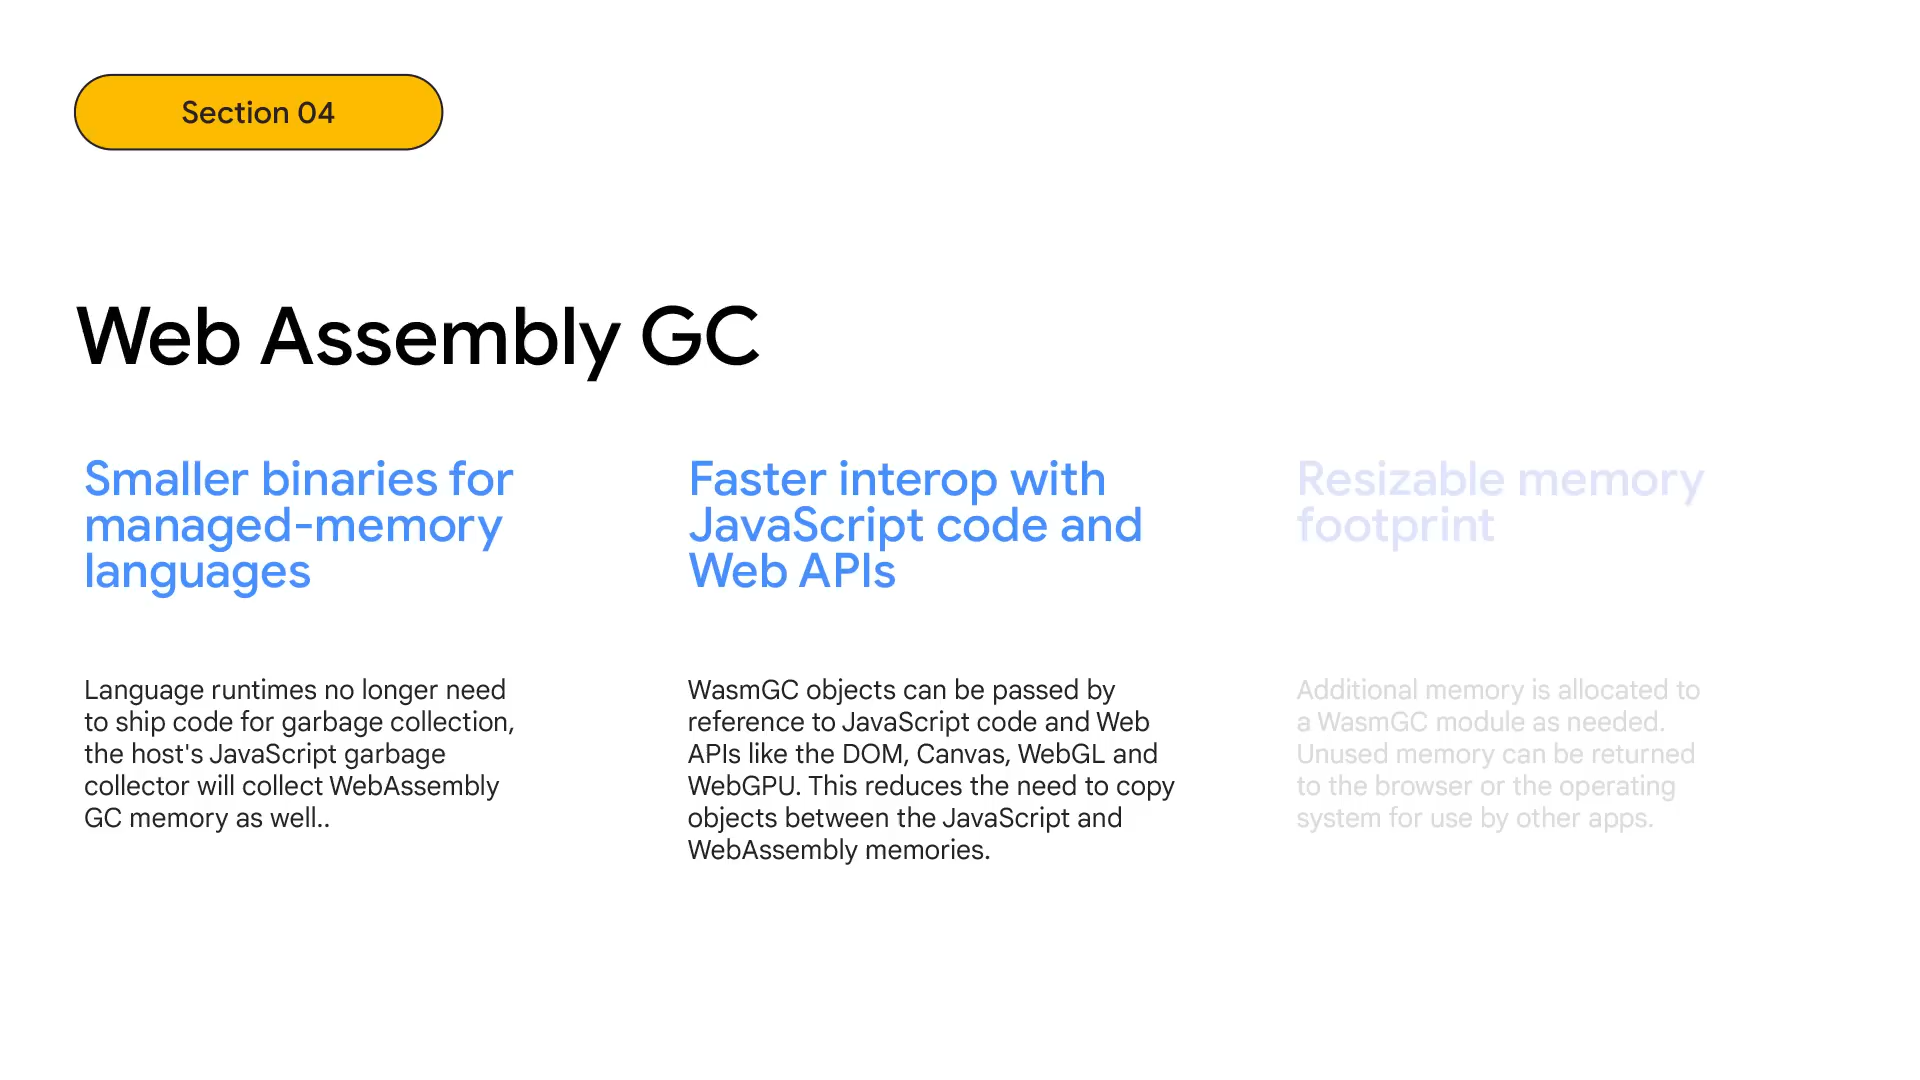 Section 04
Web Assembly GC
Smaller binaries for
managed-memory
languages
Language runtimes no longer need
to ship code for garbage collection,
the host's JavaScript garbage
collector will collect WebAssembly
GC memory as well..
Faster interop with
JavaScript code and
Web APIs
WasmGC objects can be passed by
reference to JavaScript code and Web
APIs like the DOM, Canvas, WebGL and
WebGPU. This reduces the need to copy
objects between the JavaScript and
WebAssembly memories.
Resizable memory
footprint
Additional memory is allocated to
a WasmGC module as needed.
Unused memory can be returned
to the browser or the operating
system for use by other apps.